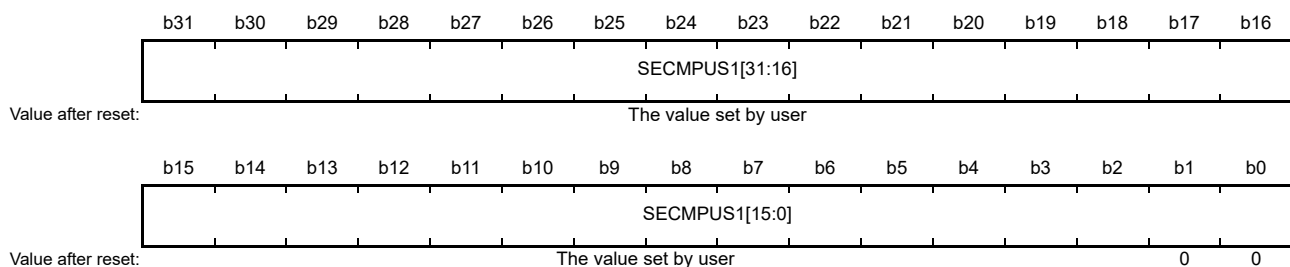 b31 b30 b29 b28 b27 b26 b25 b24 b23 b22 b21 b20 b19 b18 b17 b16
SECMPUS1[31:16]
Value after reset: The value set by user
b15 b14 b13 b12 b11 b10 b9 b8 b7 b6 b5 b4 b3 b2 b1 b0
SECMPUS1[15:0]
Value after reset: The value set by user 0 0